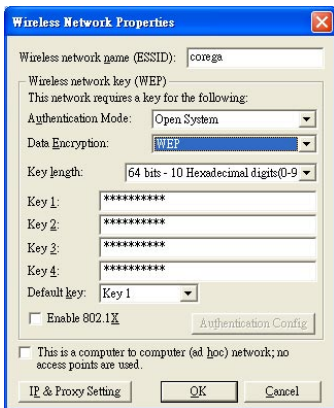 Wireless Network Properties
Wireless network name (ESSID): corega
Wireless network key (WEP)
This network requires a key for the following:
Authentication Mode: Open System
Data Encryption: WEP
Key length: 64 bits - 10 Hexadecimal digits(0-9
Key 1: **********
Key 2: **********
Key 3: **********
Key 4: **********
Default key: Key 1
Enable 802.1X Authentication Config
This is a computer to computer (ad hoc) network; no
access points are used.
IP & Proxy Setting OK Cancel